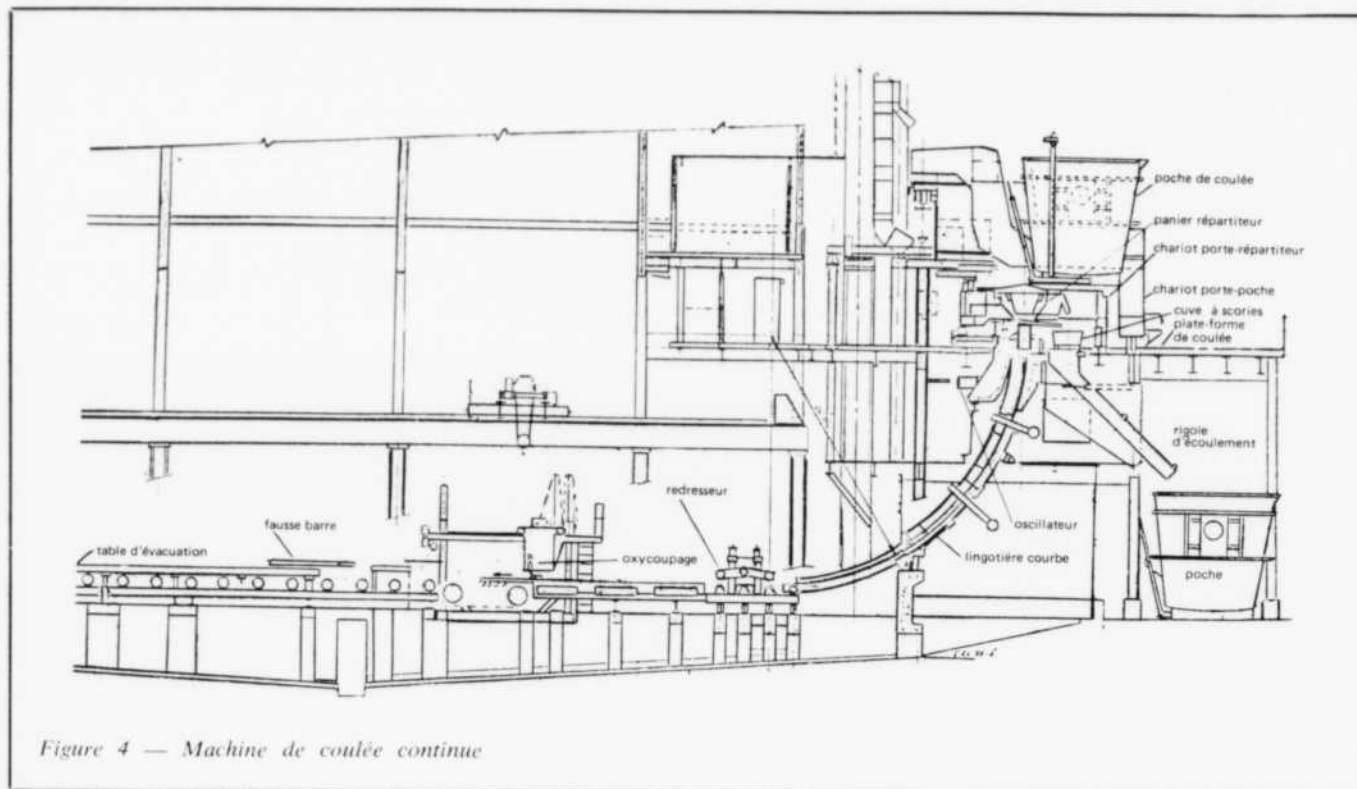 poche de coulée
panier répartiteur
chariot porte-répartiteur
chariot porte-poche
cuve à scories
plate-forme
de coulée
rigole
d'écoulement
redresseur
fausse barre
oscillateur
table d'évacuation
oxycoupage
lingotière courbe
poche
Figure 4 — Machine de coulée continue